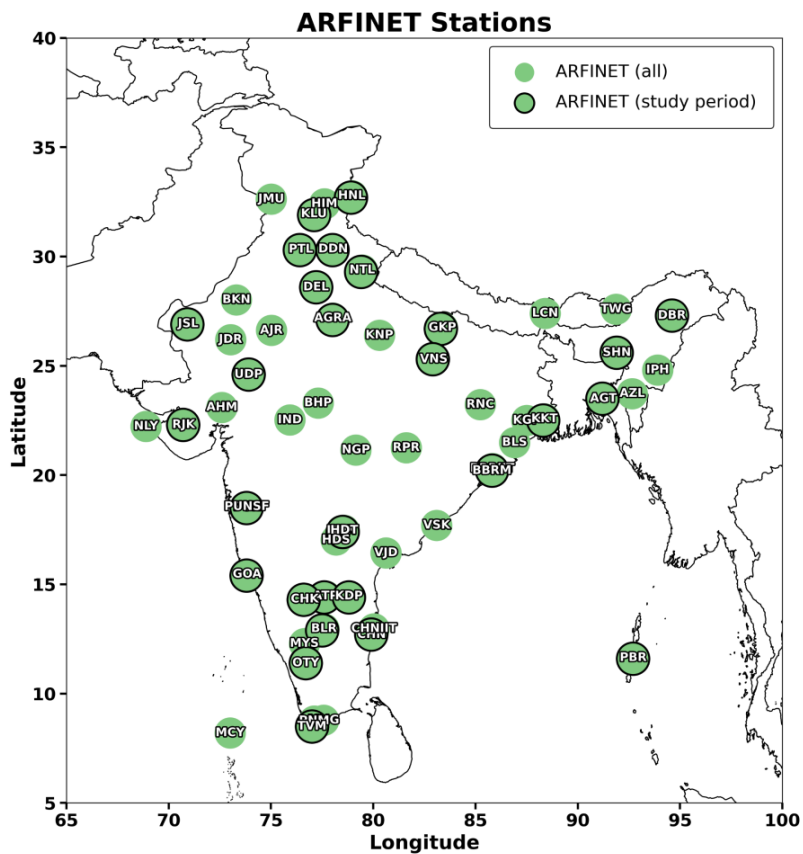 ARFINET Stations
ARFINET (all)
ARFINET (study period)
40
35
30
25
20
15
10
5
Latitude
JMU
HIM
HNL
KLU
PTL
DDN
NTL
DEL
BKN
JSL
JDR
AJR
AGRA
KNP
GKP
LCN
TWG
DBR
VNS
SHN
UDP
IPH
AZL
AGT
AHM
BHP
RNC
NLY
RJK
IND
KKT
BLS
NGP
RPR
BBRM
PUNSF
IHDT
HDS
VSK
VJD
GOA
CHK
KDP
BLR
CHNIIT
CHN
MYS
OTY
PBR
TVM
MCY
65
70
75
80
85
90
95
100
Longitude